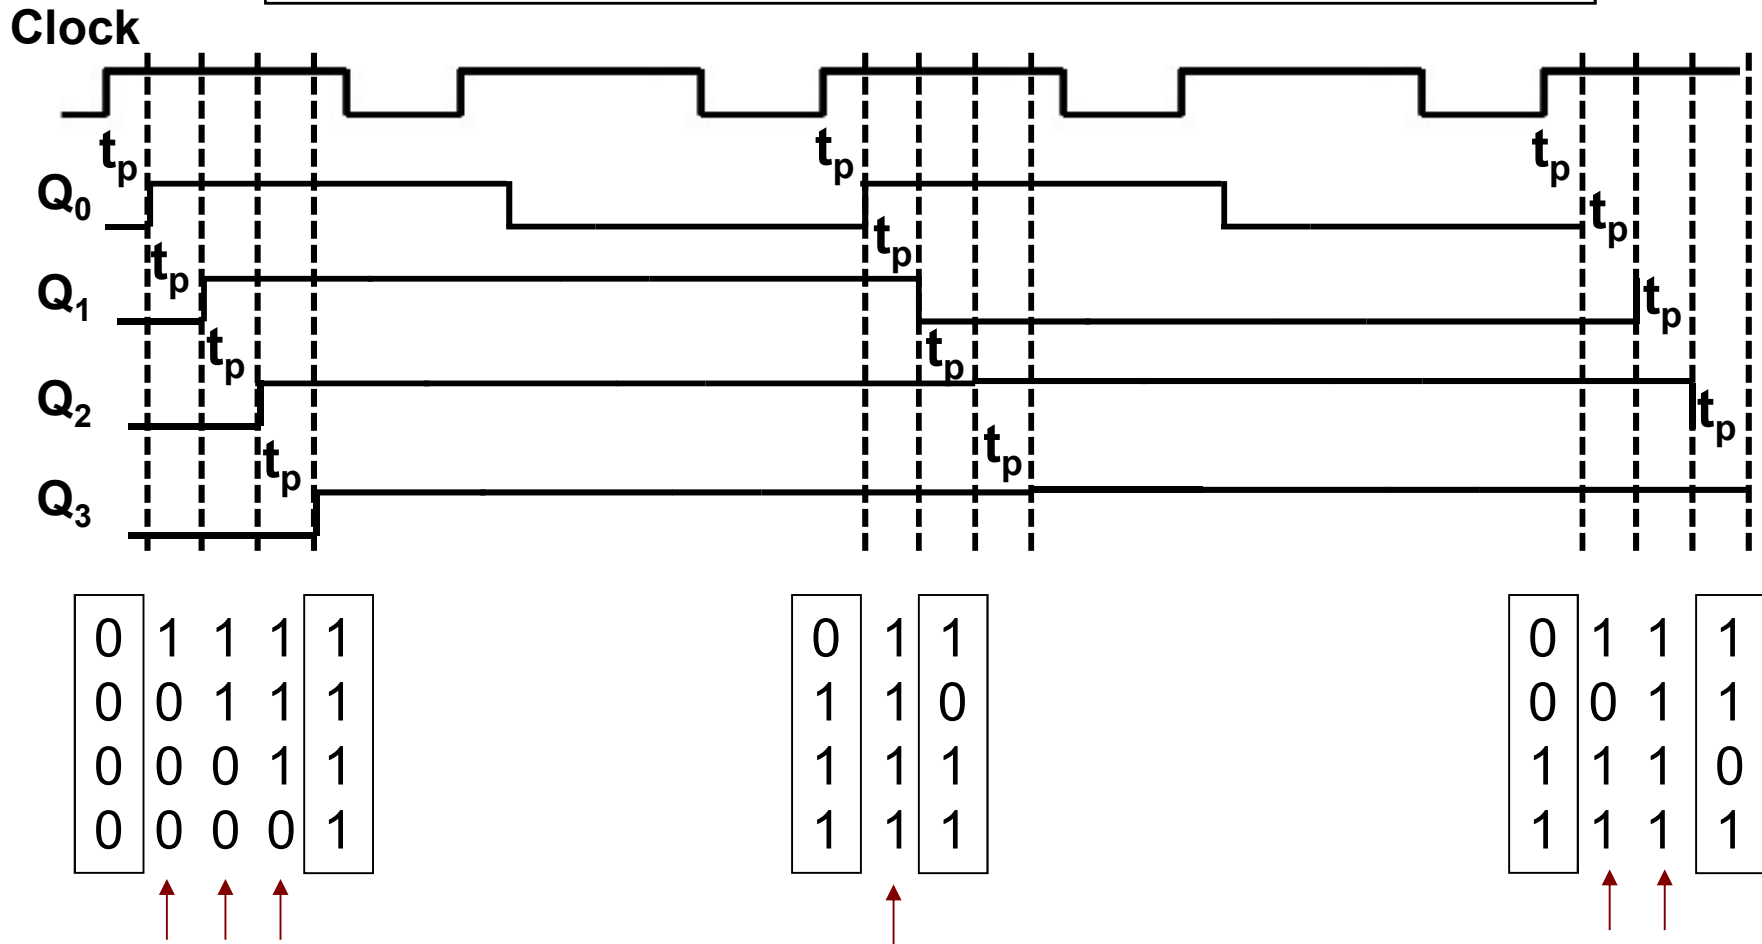 Clock
tp tp tp
Q0 tp
tp tp
Q1 tp
tp tp
Q2 tp
tp tp
Q3
0 1 1 1 1 0 1 1 0 1 1 1
0 0 1 1 1 1 1 0 0 0 1 1
0 0 0 1 1 1 1 1 1 1 1 0
0 0 0 0 1 1 1 1 1 1 1 1